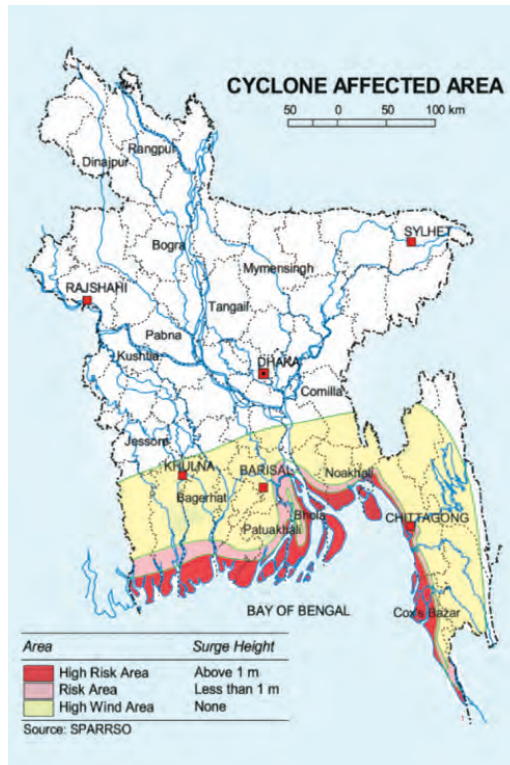 CYCLONE AFFECTED AREA
50 0 50 100 km
Rangpur
Dinajpur
SYLHET
Bogra
Mymensingh
RAJSHAHI
Tangail
Pabna
Kushtia
DHAKA
Comilla
Jessore
KHULNA
BARISAL
Noakhali
Bagerhat
Bhola
Patuakhali
CHITTAGONG
BAY OF BENGAL
Cox's Bazar
Area Surge Height
High Risk Area Above 1 m
Risk Area Less than 1 m
High Wind Area None
Source: SPARRSO